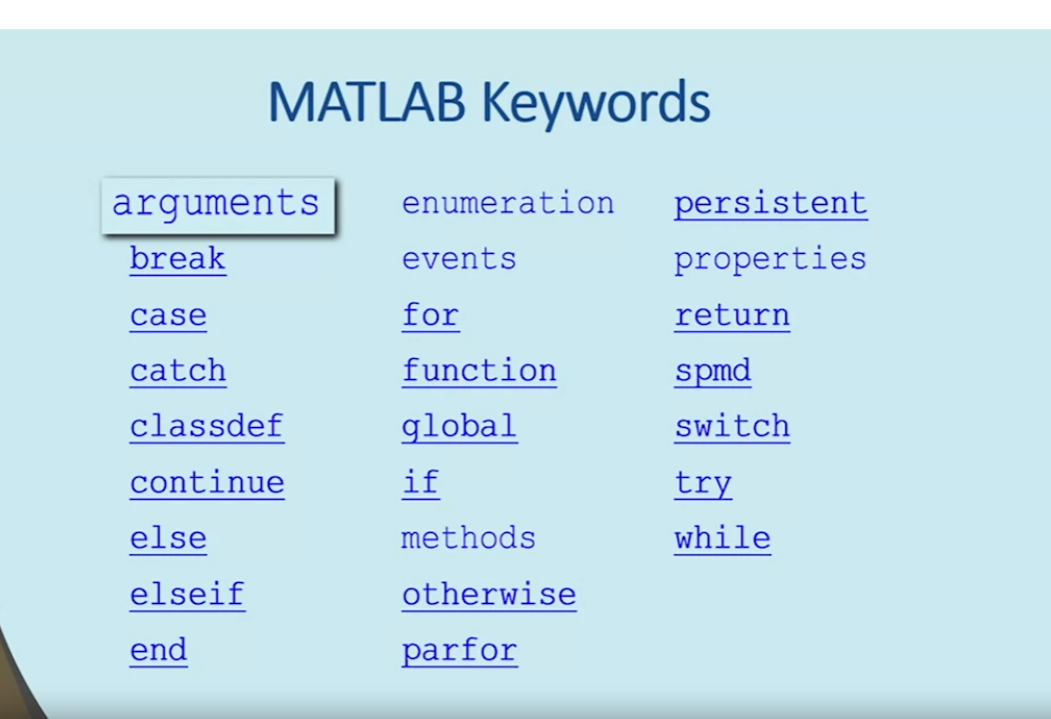 MATLAB Keywords
arguments
break
case
catch
classdef
continue
else
elseif
end
enumeration
events
for
function
global
if
methods
otherwise
parfor
persistent
properties
return
spmd
switch
try
while